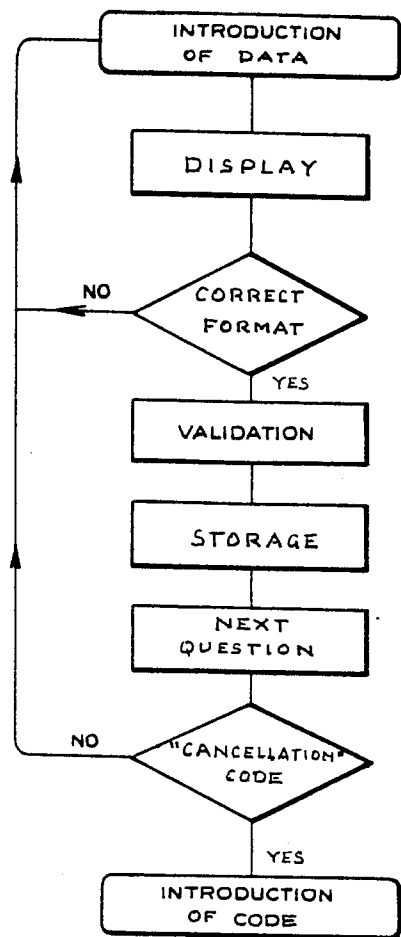 INTRODUCTION
OF DATA
DISPLAY
NO
CORRECT
FORMAT
YES
VALIDATION
STORAGE
NEXT
QUESTION
NO
"CANCELLATION"
CODE
YES
INTRODUCTION
OF CODE